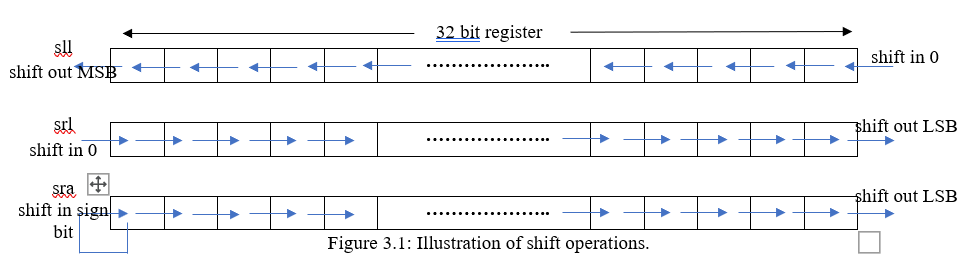 32 bit register
sll
shift out MSB
shift in 0
srl
shift in 0
shift out LSB
sra
shift in sign
bit
shift out LSB
Figure 3.1: Illustration of shift operations.